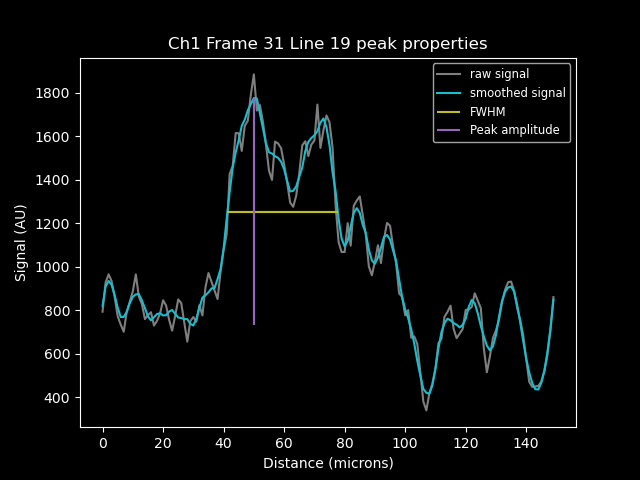 Ch1 Frame 31 Line 19 peak properties
raw signal
smoothed signal
FWHM
Peak amplitude
Signal (AU)
1800
1600
1400
1200
1000
800
600
400
0 20 40 60 80 100 120 140
Distance (microns)